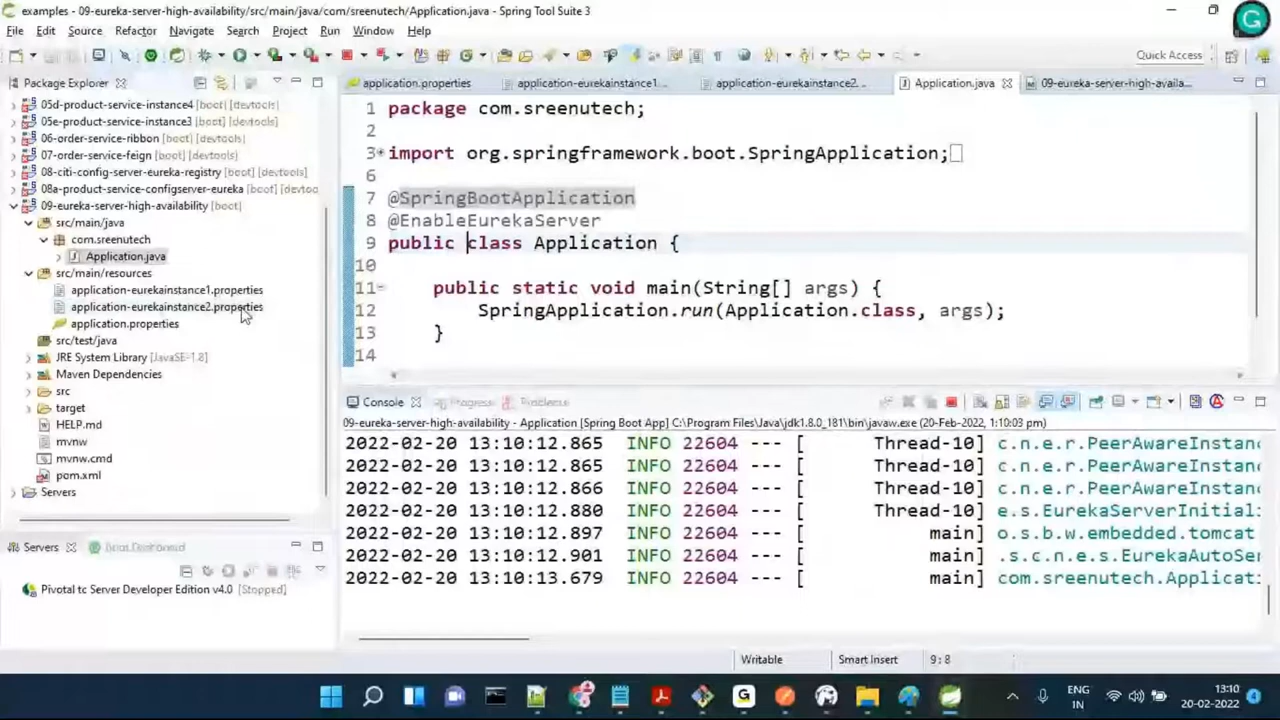 examples - 09-eureka-server-high-availability/src/main/java/com/sreenutech/Application.java - Spring Tool Suite 3
File Edit Source Refactor Navigate Search Project Run Window Help
Quick Access
Package Explorer
05d-product-service-instance4 [boot] [devtools]
05e-product-service-instance3 [boot] [devtools]
06-order-service-ribbon [boot] [devtools]
07-order-service-feign [boot] [devtools]
08-citi-config-server-eureka-registry [boot] [devtools]
08a-product-service-configserver-eureka [boot] [devtoo
09-eureka-server-high-availability [boot]
src/main/java
com.sreenutech
Application.java
src/main/resources
application-eurekainstance1.properties
application-eurekainstance2.properties
application.properties
src/test/java
JRE System Library [JavaSE-1.8]
Maven Dependencies
src
target
HELP.md
mvnw
mvnw.cmd
pom.xml
Servers
Servers Boot Dashboard
Pivotal tc Server Developer Edition v4.0 [Stopped]
application.properties application-eurekainstance1... application-eurekainstance2... Application.java 09-eureka-server-high-availa...
1 package com.sreenutech;
2
3 import org.springframework.boot.SpringApplication;
6
7 @SpringBootApplication
8 @EnableEurekaServer
9 public class Application {
10
11 public static void main(String[] args) {
12 SpringApplication.run(Application.class, args);
13 }
14
Console Progress Problems
09-eureka-server-high-availability - Application [Spring Boot App] C:\Program Files\Java\jdk1.8.0_181\bin\javaw.exe (20-Feb-2022, 1:10:03 pm)
2022-02-20 13:10:12.865 INFO 22604 --- [ Thread-10] c.n.e.r.PeerAwareInstanc
2022-02-20 13:10:12.865 INFO 22604 --- [ Thread-10] c.n.e.r.PeerAwareInstanc
2022-02-20 13:10:12.866 INFO 22604 --- [ Thread-10] c.n.e.r.PeerAwareInstanc
2022-02-20 13:10:12.880 INFO 22604 --- [ Thread-10] e.s.EurekaServerInitiali
2022-02-20 13:10:12.897 INFO 22604 --- [ main] o.s.b.w.embedded.tomcat
2022-02-20 13:10:12.901 INFO 22604 --- [ main] .s.c.n.e.s.EurekaAutoSer
2022-02-20 13:10:13.679 INFO 22604 --- [ main] com.sreenutech.Applicati
Writable Smart Insert 9:8
ENG
IN
13:10
20-02-2022